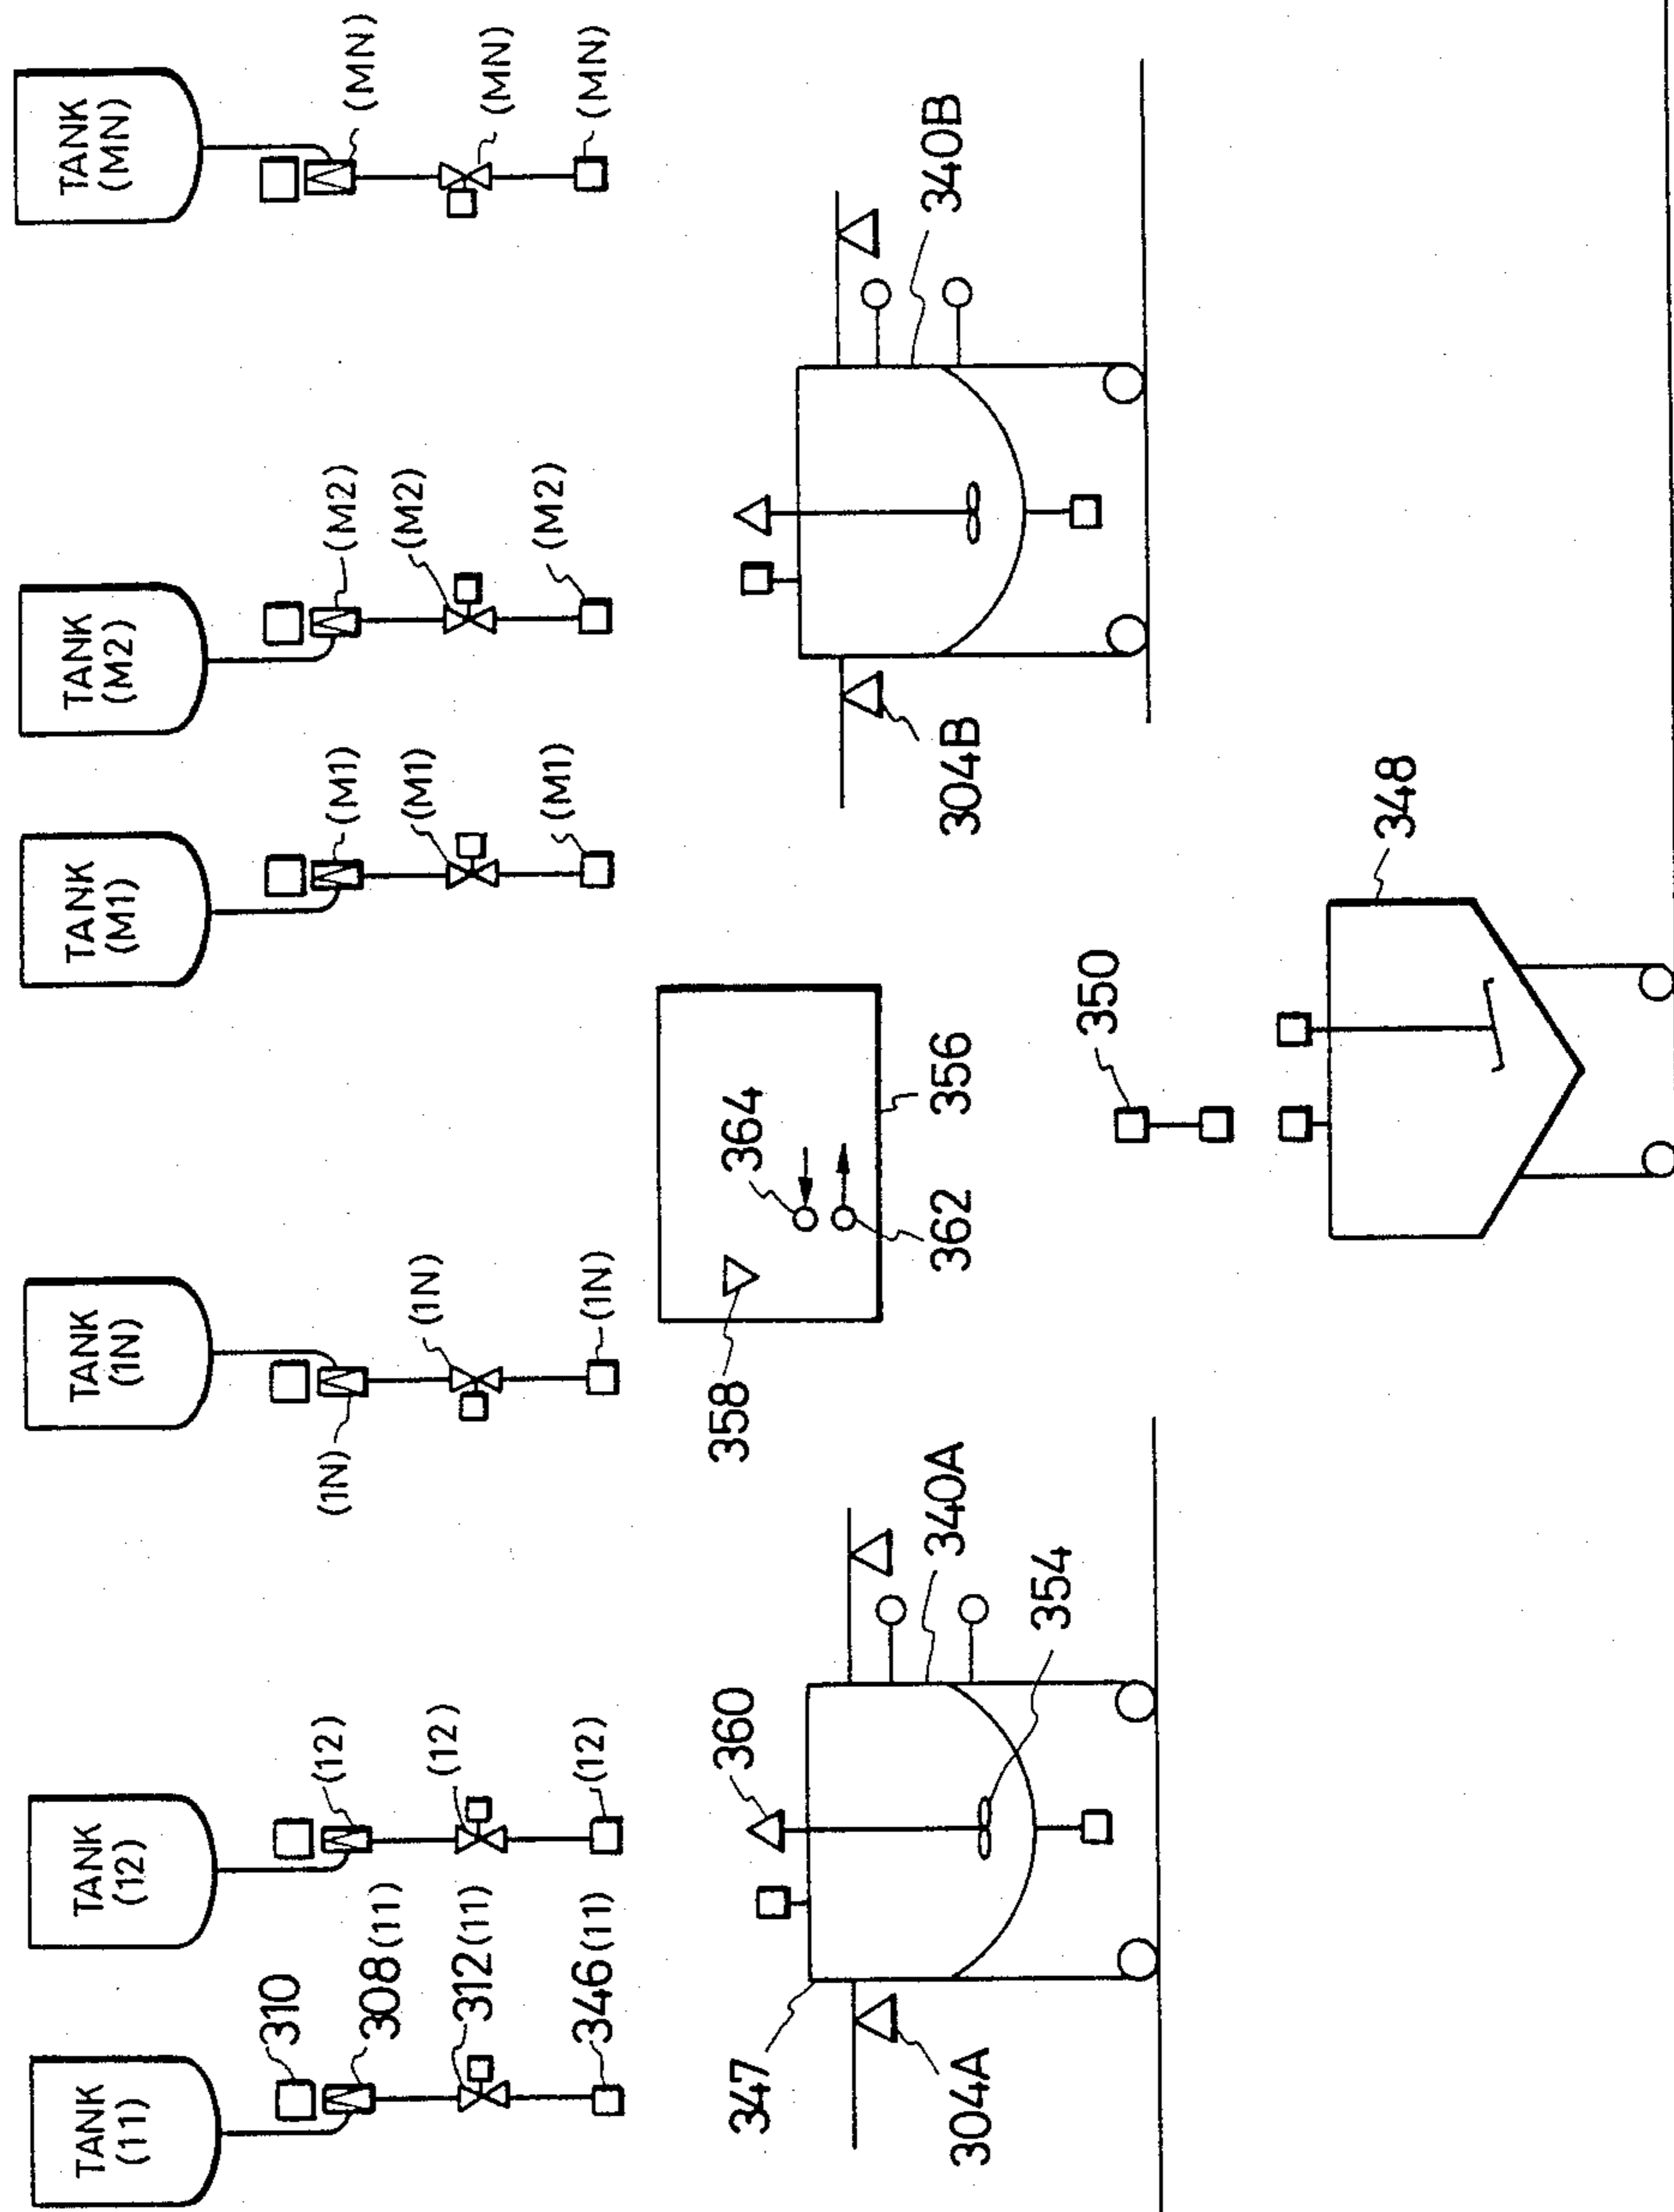 TANK
(11)
TANK
(12)
TANK
(1N)
TANK
(M1)
TANK
(M2)
TANK
(MN)
310
308(11)
(12)
(1N)
(M1)
(M2)
(MN)
312(11)
(12)
(1N)
(M1)
(M2)
(MN)
346(11)
(12)
(1N)
(M1)
(M2)
(MN)
347
360
358
364
304A
340A
362
356
304B
340B
354
350
348